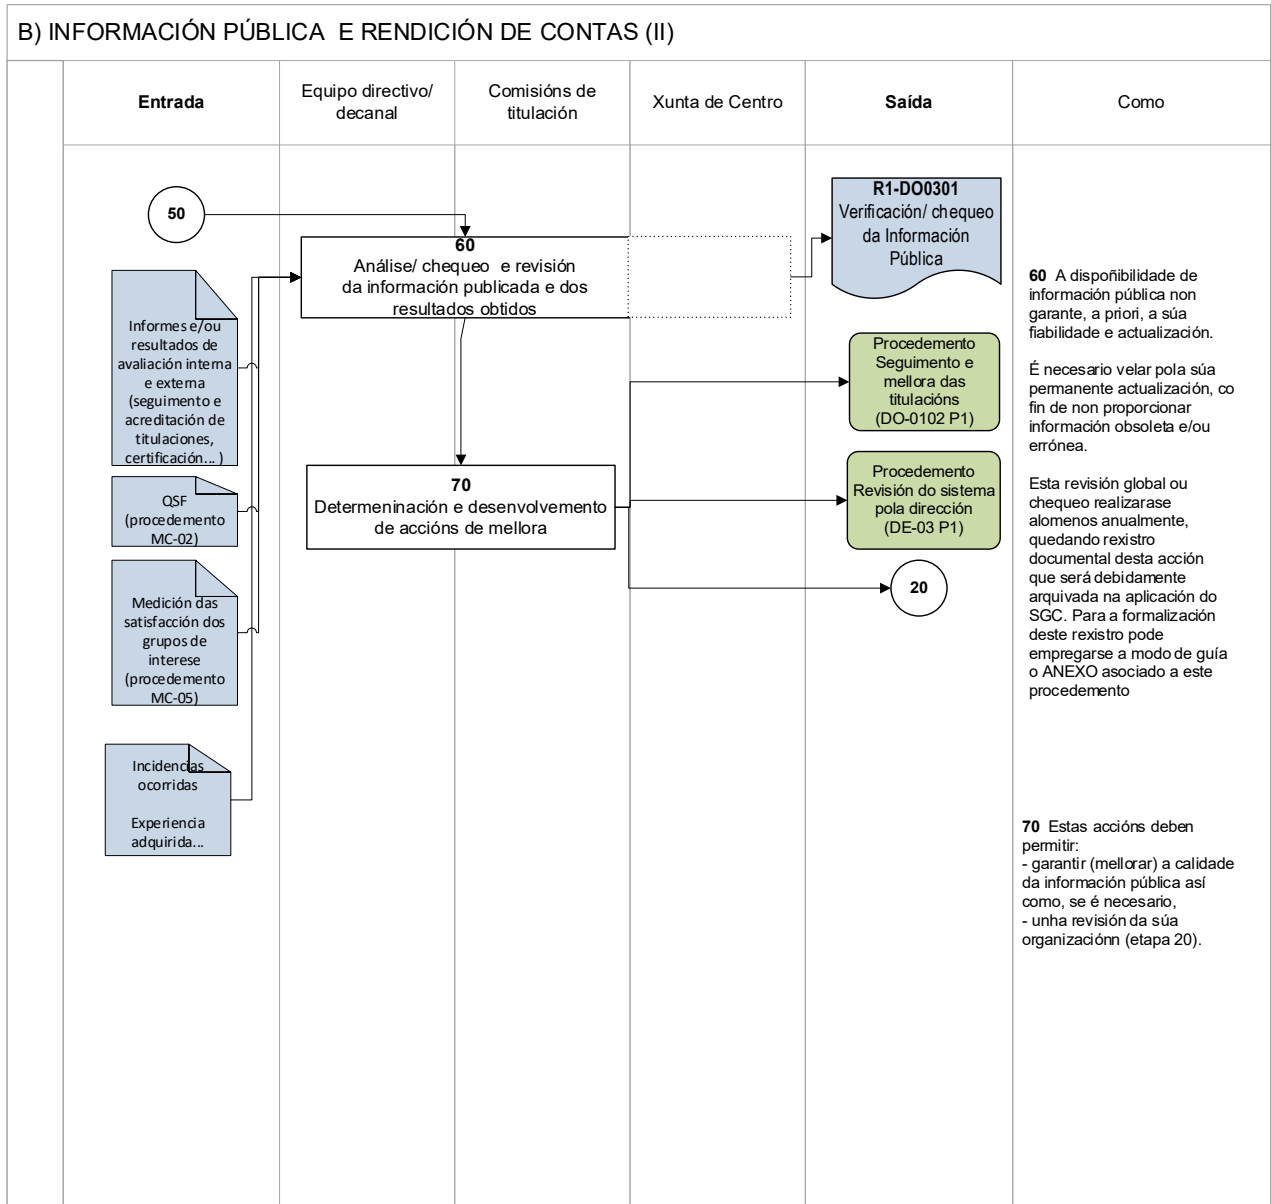 B) INFORMACIÓN PÚBLICA E RENDICIÓN DE CONTAS (II)
Entrada
Equipo directivo/
decanal
Comisións de
titulación
Xunta de Centro
Saída
Como
50
Informes e/ou
resultados de
avaliación interna
e externa
(seguimento e
acreditación de
titulaciones,
certificación... )
QSF
(procedemento
MC-02)
Medición das
satisfacción dos
grupos de
interese
(procedemento
MC-05)
Incidencias
ocorridas
Experiencia
adquirida...
60
Análise/ chequeo e revisión
da información publicada e dos
resultados obtidos
70
Determeninación e desenvolvemento
de accións de mellora
R1-DO0301
Verificación/ chequeo
da Información
Pública
Procedemento
Seguimento e
mellora das
titulacións
(DO-0102 P1)
Procedemento
Revisión do sistema
pola dirección
(DE-03 P1)
20
60 A dispoñibilidade de
información pública non
garante, a priori, a súa
fiabilidade e actualización.
É necesario velar pola súa
permanente actualización, co
fin de non proporcionar
información obsoleta e/ou
errónea.
Esta revisión global ou
chequeo realizarase
alomenos anualmente,
quedando rexistro
documental desta acción
que será debidamente
arquivada na aplicación do
SGC. Para a formalización
deste rexistro pode
empregarse a modo de guía
o ANEXO asociado a este
procedemento
70 Estas accións deben
permitir:
- garantir (mellorar) a calidade
da información pública así
como, se é necesario,
- unha revisión da súa
organizaciónn (etapa 20).